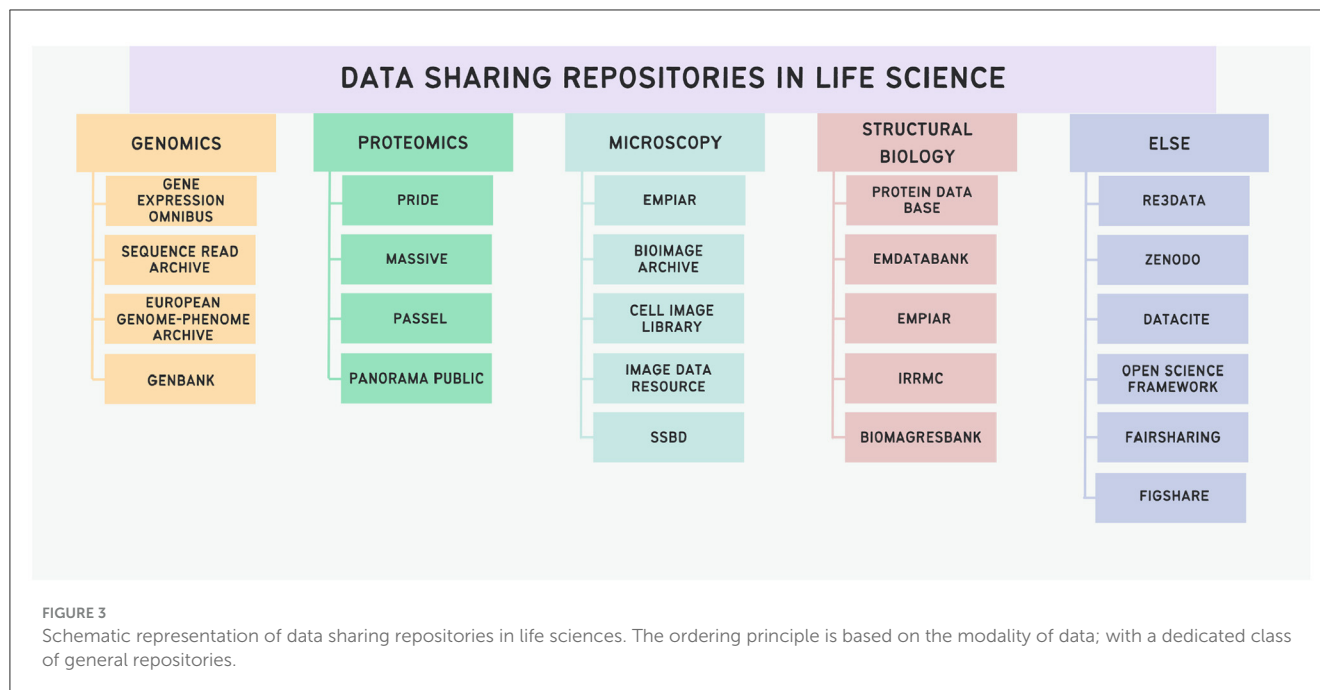 DATA SHARING REPOSITORIES IN LIFE SCIENCE
GENOMICS
GENE
EXPRESSION
OMNIBUS
SEQUENCE READ
ARCHIVE
EUROPEAN
GENOME-PHENOME
ARCHIVE
GENBANK
PROTEOMICS
PRIDE
MASSIVE
PASSEL
PANORAMA PUBLIC
MICROSCOPY
EMPIAR
BIOIMAGE
ARCHIVE
CELL IMAGE
LIBRARY
IMAGE DATA
RESOURCE
SSBD
STRUCTURAL
BIOLOGY
PROTEIN DATA
BASE
EMDATABANK
EMPIAR
IRRMC
BIOMAGRESBANK
ELSE
RE3DATA
ZENODO
DATACITE
OPEN SCIENCE
FRAMEWORK
FAIRSHARING
FIGSHARE
FIGURE 3
Schematic representation of data sharing repositories in life sciences. The ordering principle is based on the modality of data; with a dedicated class
of general repositories.